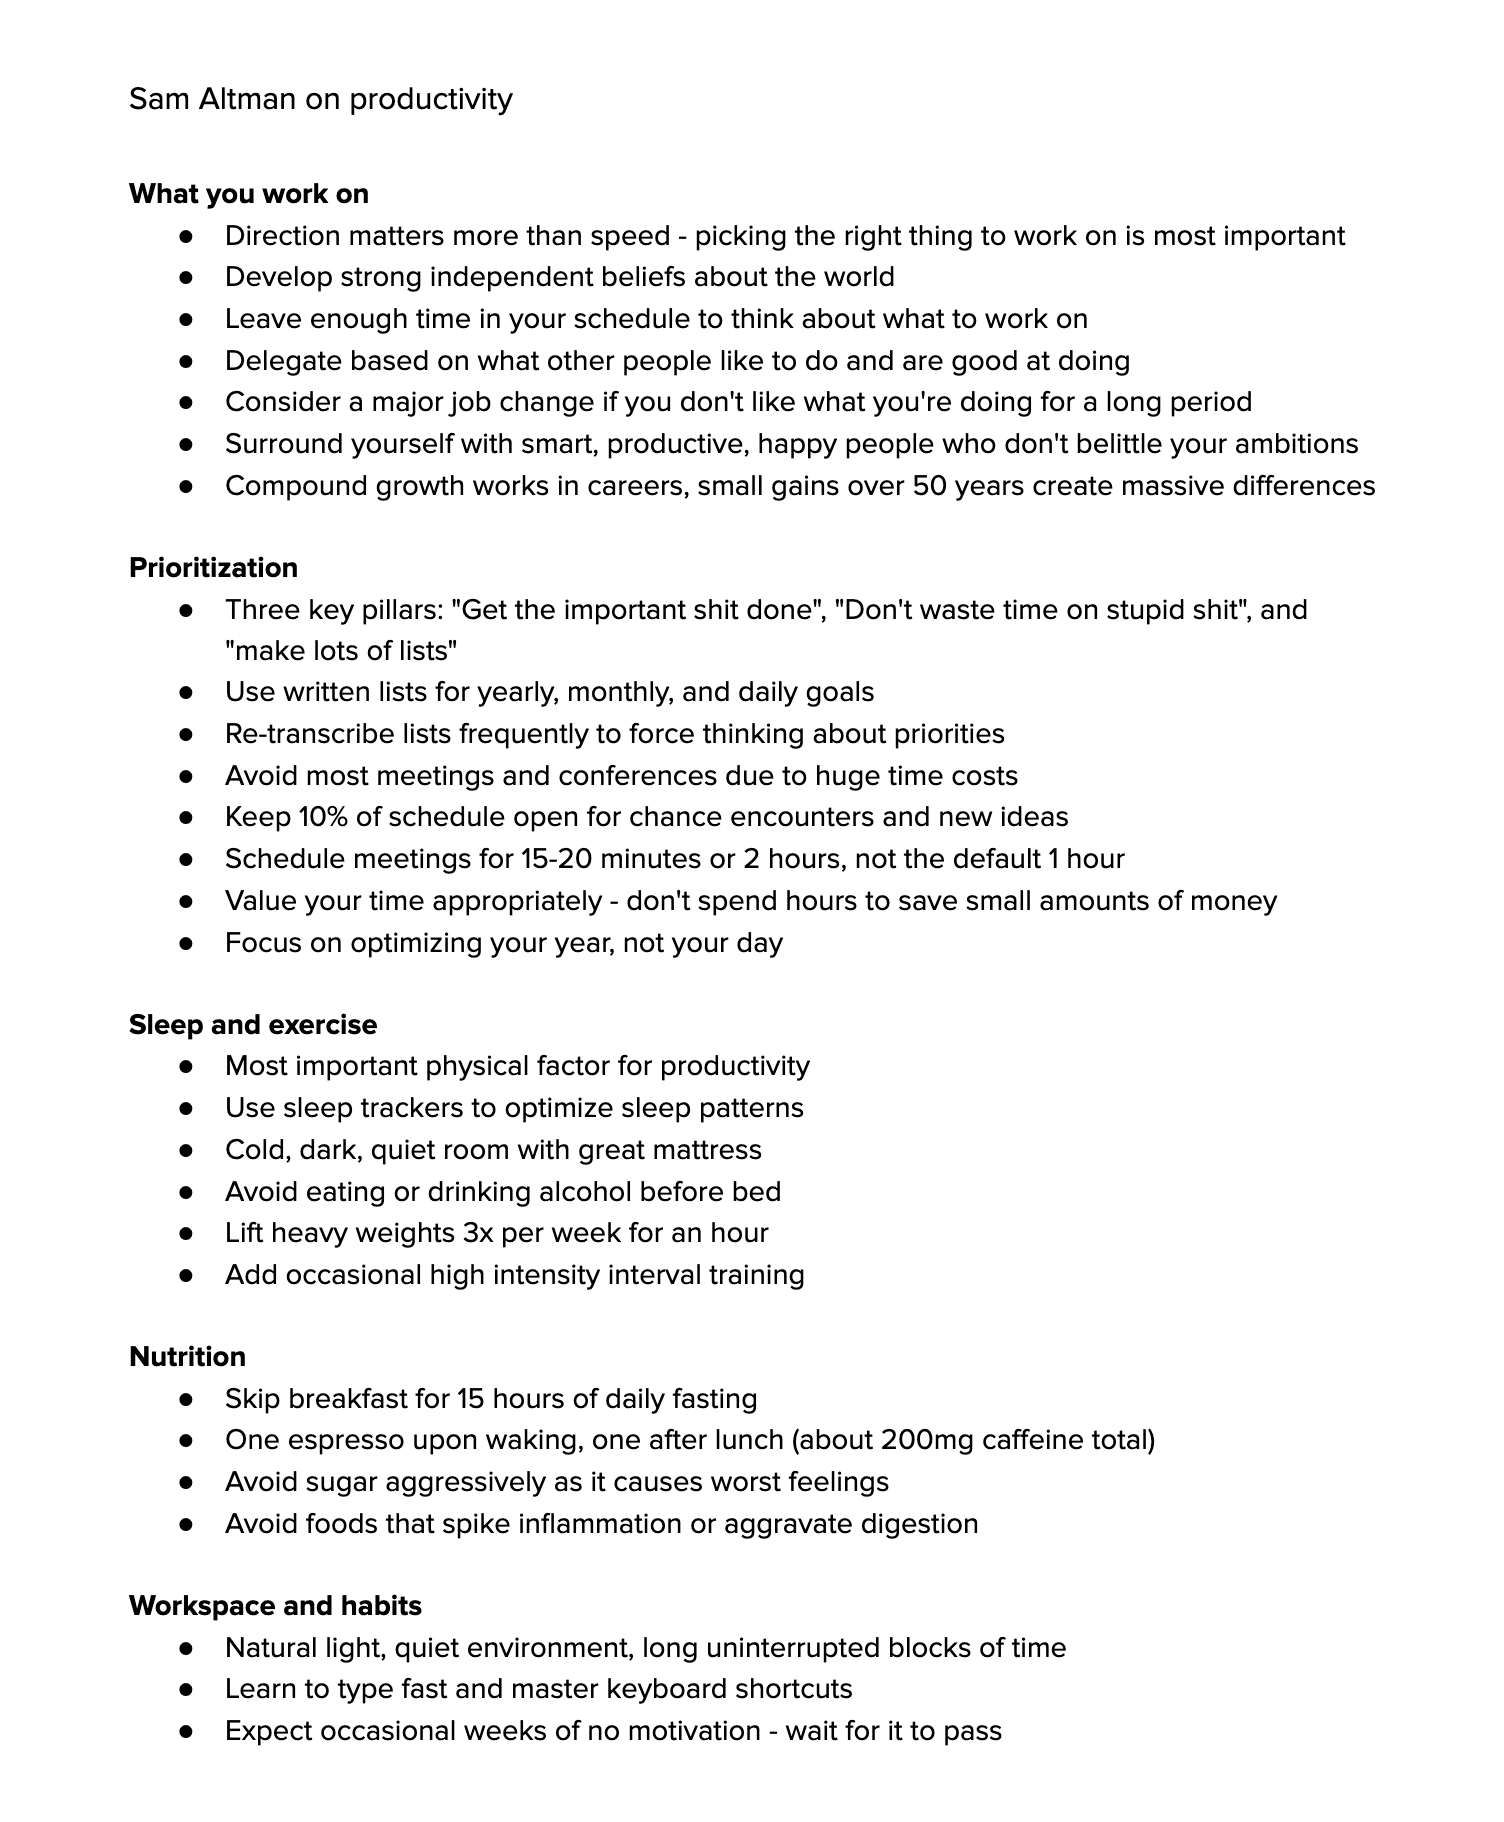 Sam Altman on productivity
What you work on
● Direction matters more than speed - picking the right thing to work on is most important
● Develop strong independent beliefs about the world
● Leave enough time in your schedule to think about what to work on
● Delegate based on what other people like to do and are good at doing
● Consider a major job change if you don't like what you're doing for a long period
● Surround yourself with smart, productive, happy people who don't belittle your ambitions
● Compound growth works in careers, small gains over 50 years create massive differences
Prioritization
● Three key pillars: "Get the important shit done", "Don't waste time on stupid shit", and
"make lots of lists"
● Use written lists for yearly, monthly, and daily goals
● Re-transcribe lists frequently to force thinking about priorities
● Avoid most meetings and conferences due to huge time costs
● Keep 10% of schedule open for chance encounters and new ideas
● Schedule meetings for 15-20 minutes or 2 hours, not the default 1 hour
● Value your time appropriately - don't spend hours to save small amounts of money
● Focus on optimizing your year, not your day
Sleep and exercise
● Most important physical factor for productivity
● Use sleep trackers to optimize sleep patterns
● Cold, dark, quiet room with great mattress
● Avoid eating or drinking alcohol before bed
● Lift heavy weights 3x per week for an hour
● Add occasional high intensity interval training
Nutrition
● Skip breakfast for 15 hours of daily fasting
● One espresso upon waking, one after lunch (about 200mg caffeine total)
● Avoid sugar aggressively as it causes worst feelings
● Avoid foods that spike inflammation or aggravate digestion
Workspace and habits
● Natural light, quiet environment, long uninterrupted blocks of time
● Learn to type fast and master keyboard shortcuts
● Expect occasional weeks of no motivation - wait for it to pass